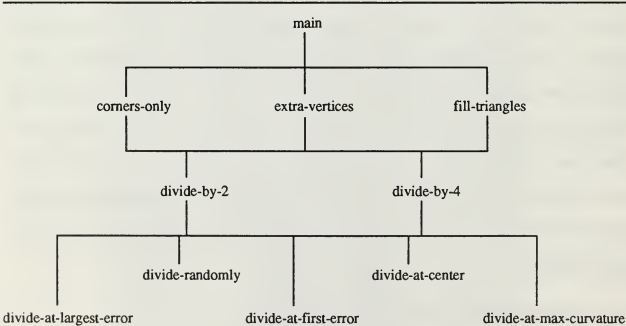 main
corners-only extra-vertices fill-triangles
divide-by-2 divide-by-4
divide-randomly divide-at-center
divide-at-largest-error divide-at-first-error divide-at-max-curvature